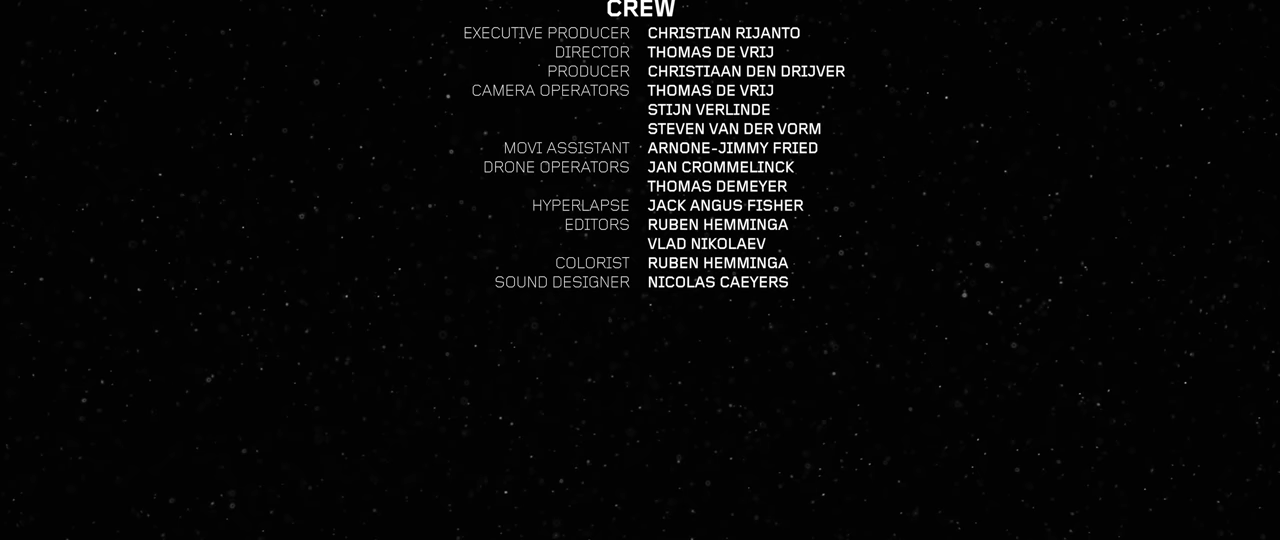 CREW
EXECUTIVE PRODUCER CHRISTIAN RIJANTO
DIRECTOR THOMAS DE VRIJ
PRODUCER CHRISTIAAN DEN DRIJVER
CAMERA OPERATORS THOMAS DE VRIJ
STIJN VERLINDE
STEVEN VAN DER VORM
MOVI ASSISTANT ARNONE-JIMMY FRIED
DRONE OPERATORS JAN CROMMELINCK
THOMAS DEMEYER
HYPERLAPSE JACK ANGUS FISHER
EDITORS RUBEN HEMMINGA
VLAD NIKOLAEV
COLORIST RUBEN HEMMINGA
SOUND DESIGNER NICOLAS CAEYERS